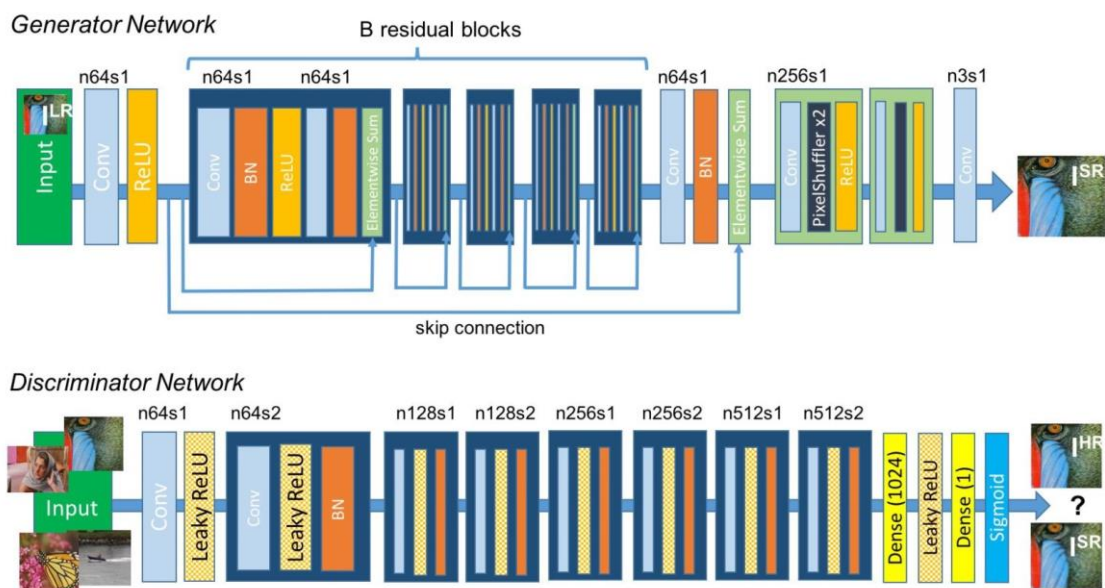 Generator Network
B residual blocks
n64s1
n64s1
n64s1
n64s1
n256s1
n3s1
I^LR
Input
Conv
ReLU
Conv
BN
ReLU
Elementwise Sum
Conv
BN
Elementwise Sum
Conv
PixelShuffler x2
ReLU
Conv
I^SR
skip connection
Discriminator Network
n64s1
n64s2
n128s1
n128s2
n256s1
n256s2
n512s1
n512s2
Input
Conv
Leaky ReLU
Conv
Leaky ReLU
BN
Dense (1024)
Leaky ReLU
Dense (1)
Sigmoid
I^HR
?
I^SR